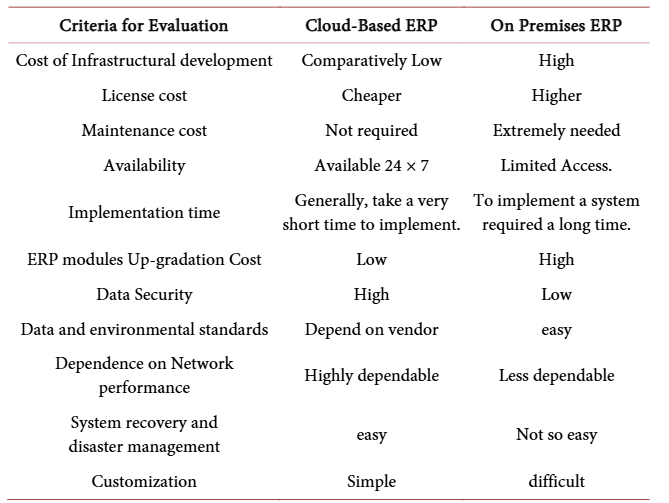 Criteria for Evaluation Cloud-Based ERP On Premises ERP
Cost of Infrastructural development Comparatively Low High
License cost Cheaper Higher
Maintenance cost Not required Extremely needed
Availability Available 24 × 7 Limited Access.
Implementation time Generally, take a very short time to implement. To implement a system required a long time.
ERP modules Up-gradation Cost Low High
Data Security High Low
Data and environmental standards Depend on vendor easy
Dependence on Network performance Highly dependable Less dependable
System recovery and disaster management easy Not so easy
Customization Simple difficult